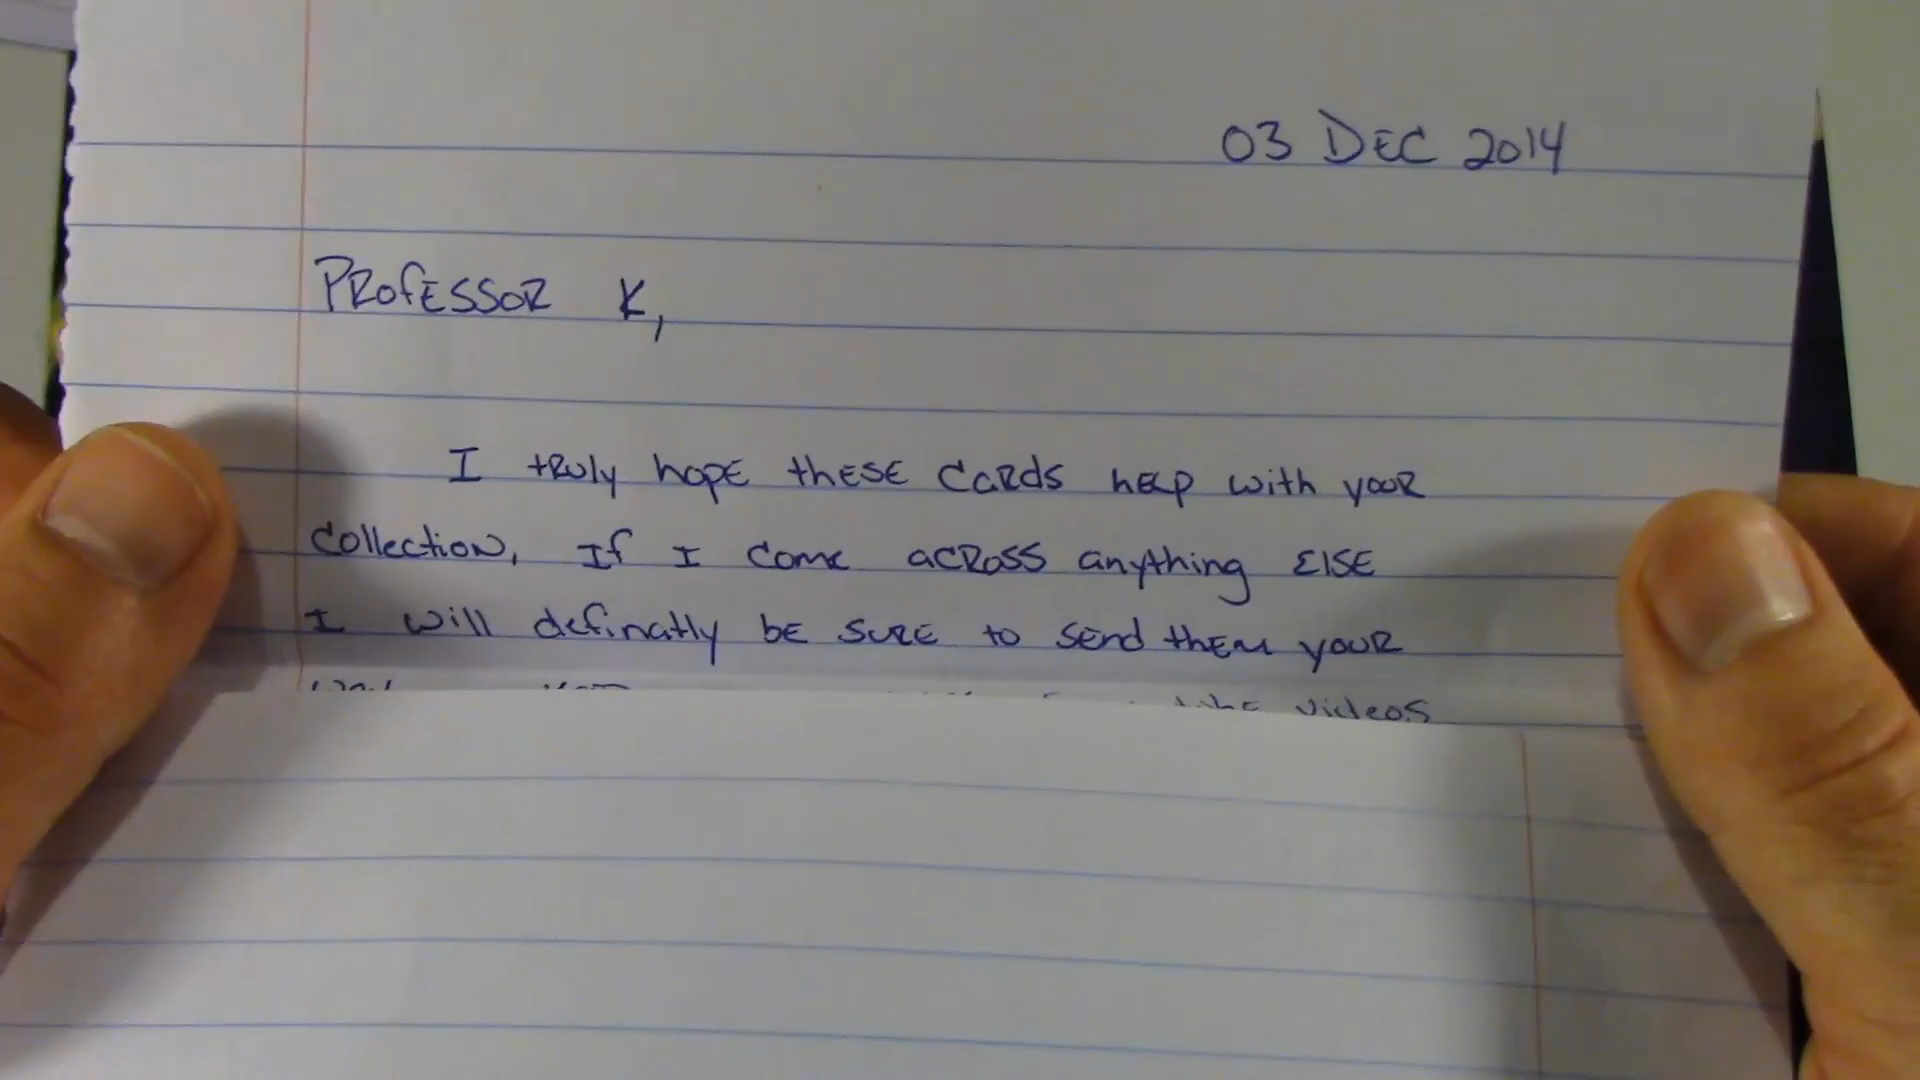 03 DEC 2014
PROfESSOR K,
I truly hope these cards help with your
collection, If I come across anything else
I will definatly be sure to send them your
videos